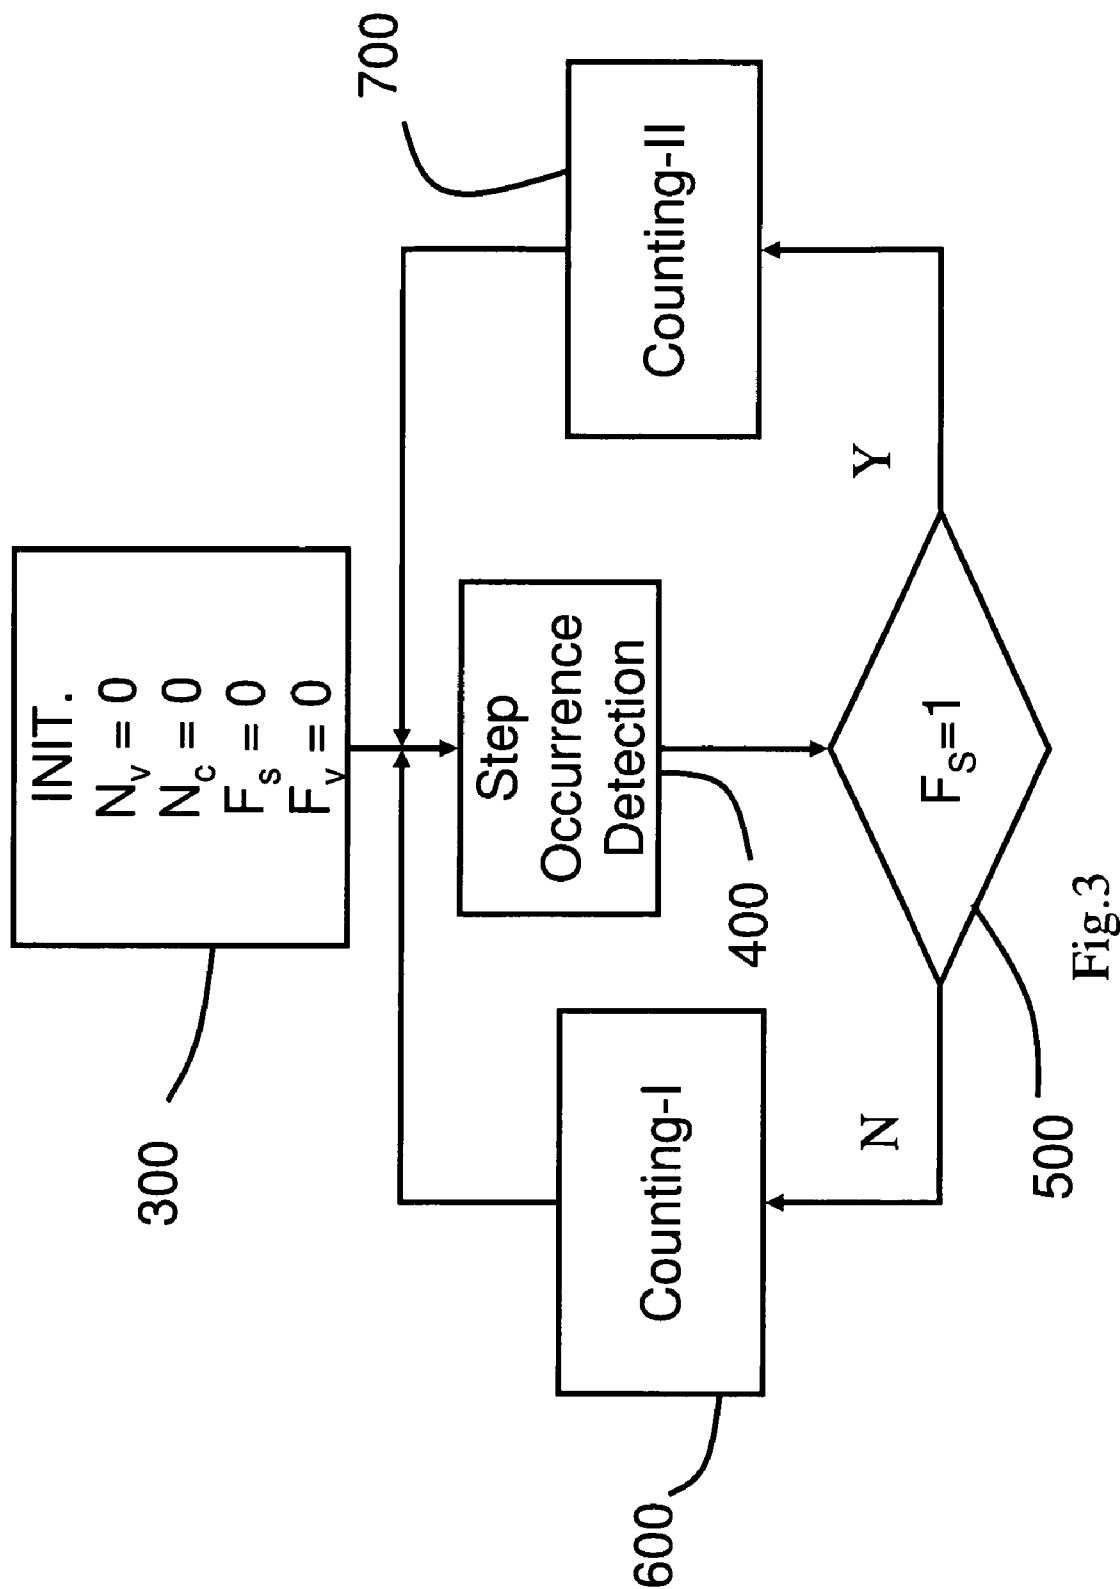 300
INIT.
N_v = 0
N_c = 0
F_s = 0
F_v = 0
700
Step
Occurrence
Detection
400
Counting-I
600
Counting-II
N
Y
F_S=1
500
Fig.3